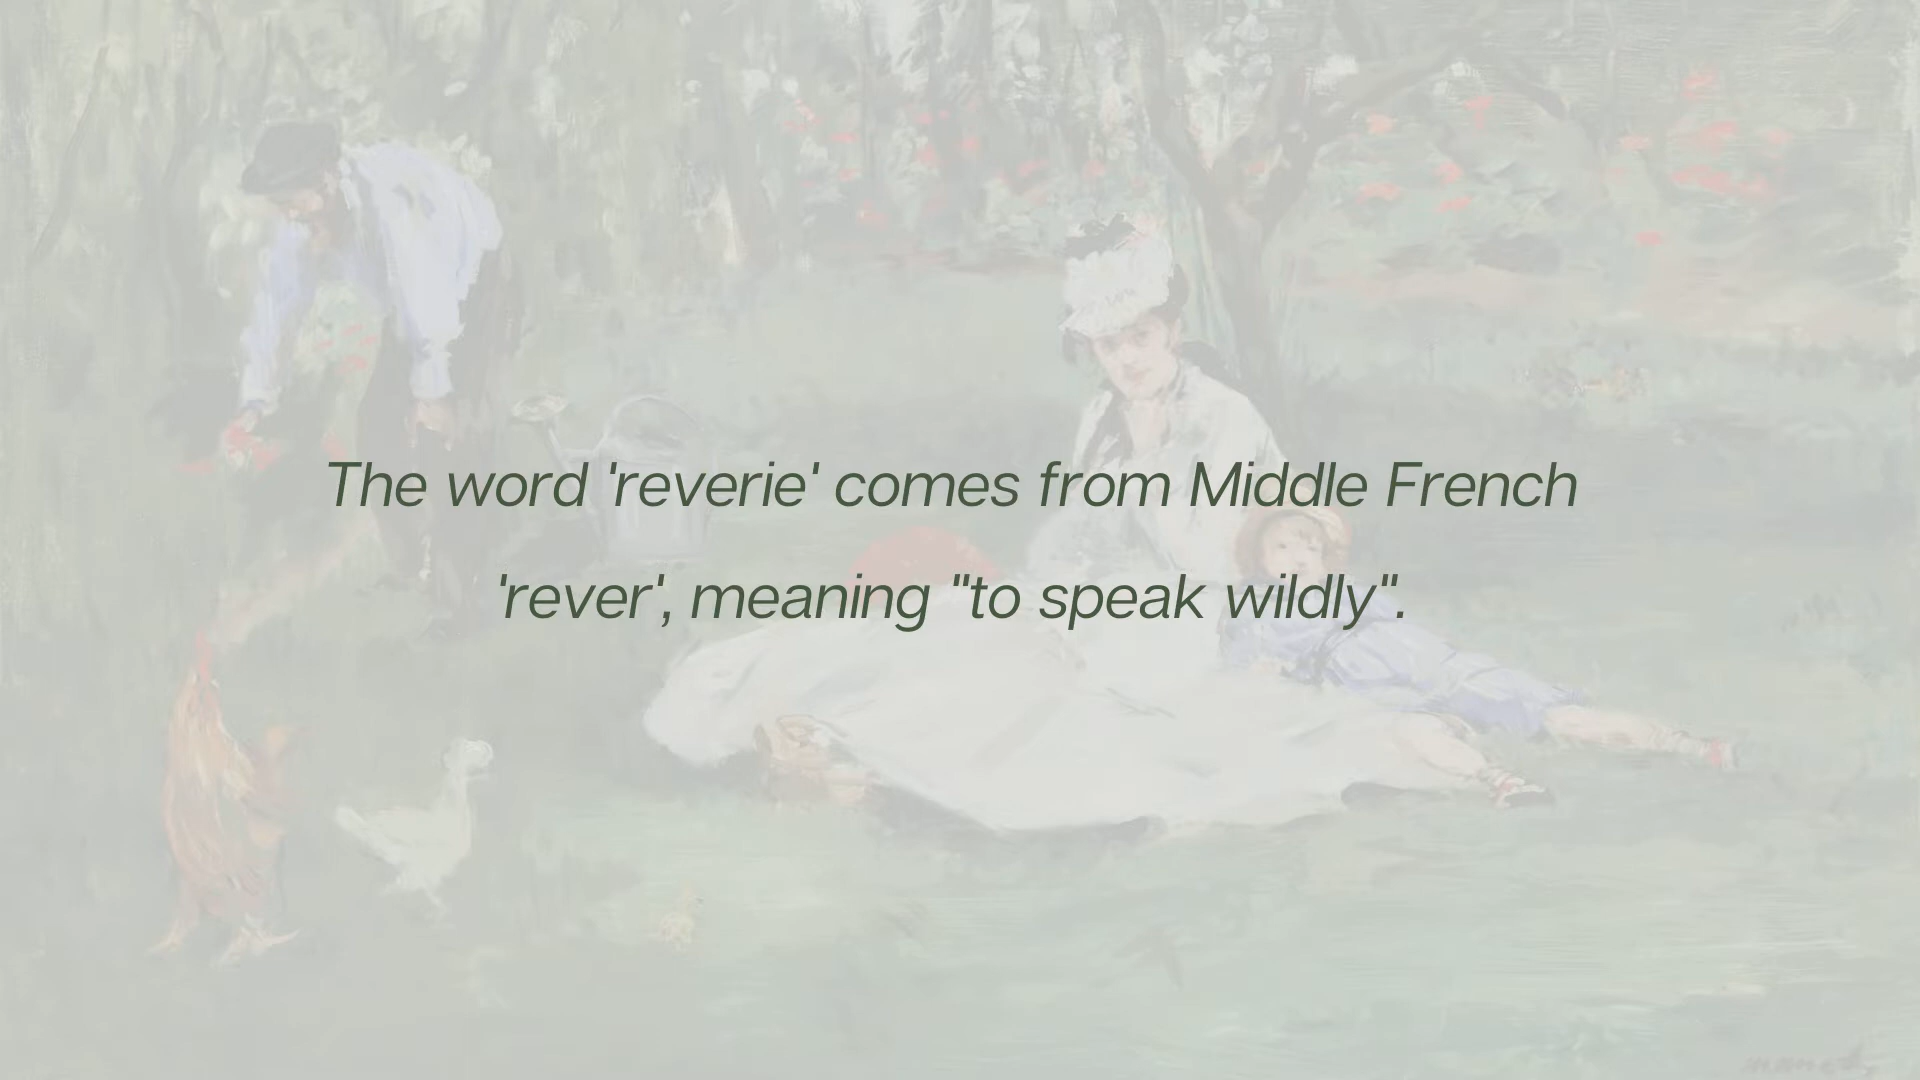 The word 'reverie' comes from Middle French
'rever', meaning "to speak wildly".